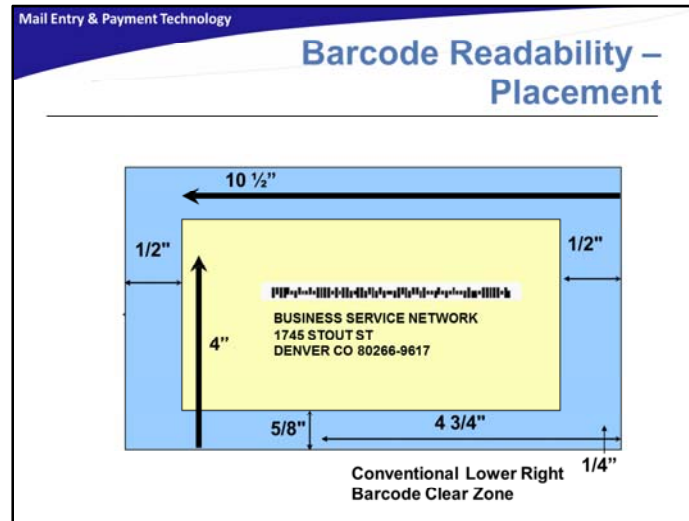 Mail Entry & Payment Technology
Barcode Readability –
Placement
10 ½”
1/2"
1/2"
4”
BUSINESS SERVICE NETWORK
1745 STOUT ST
DENVER CO 80266-9617
5/8"
4 3/4"
1/4”
Conventional Lower Right
Barcode Clear Zone